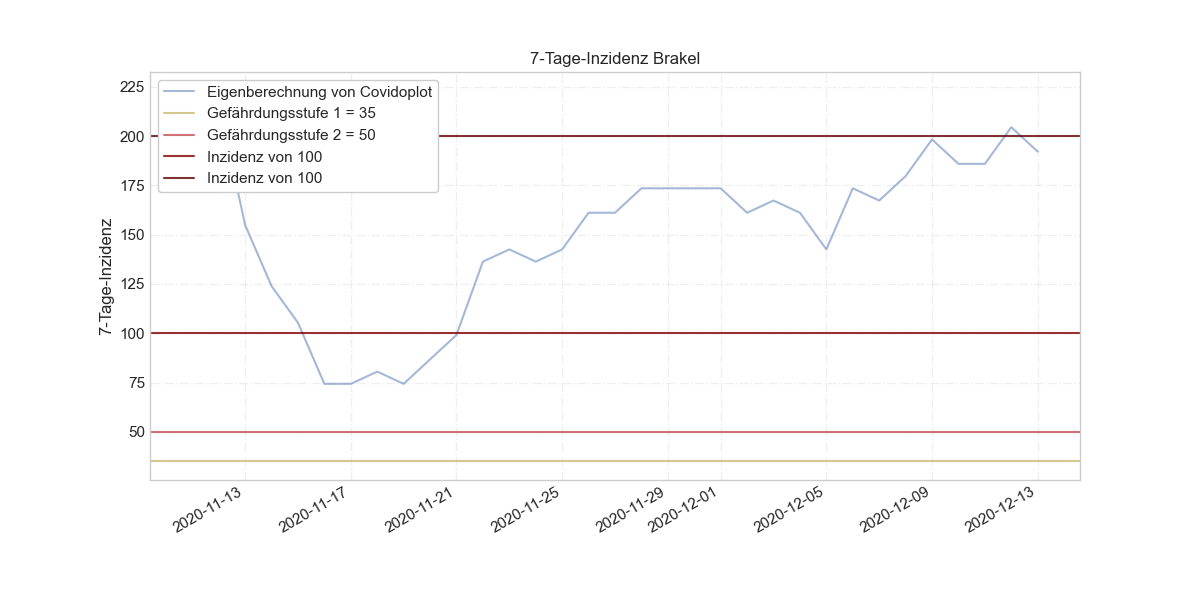 7-Tage-Inzidenz Brakel
Eigenberechnung von Covidoplot
Gefährdungsstufe 1 = 35
Gefährdungsstufe 2 = 50
Inzidenz von 100
Inzidenz von 100
7-Tage-Inzidenz
225
200
175
150
125
100
75
50
2020-11-13
2020-11-17
2020-11-21
2020-11-25
2020-11-29
2020-12-01
2020-12-05
2020-12-09
2020-12-13